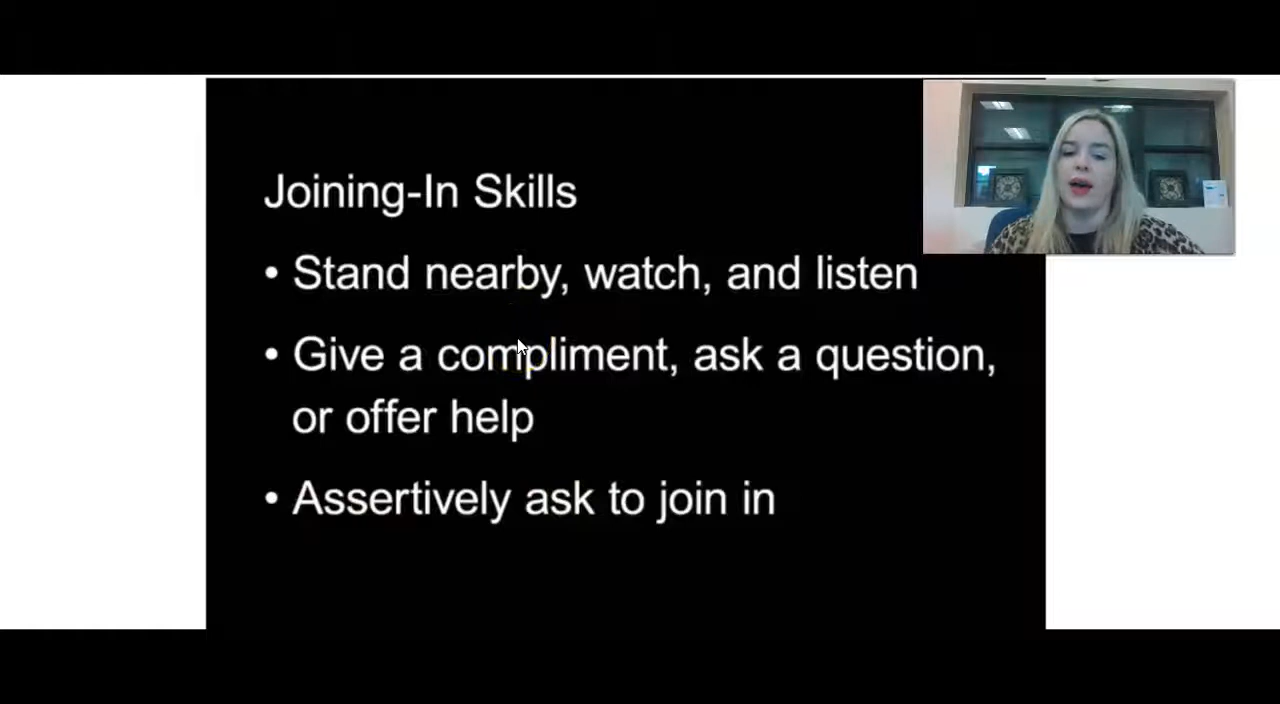 Joining-In Skills
• Stand nearby, watch, and listen
• Give a compliment, ask a question,
or offer help
• Assertively ask to join in